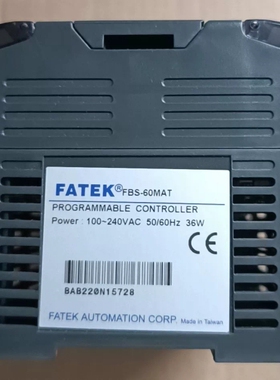 FATEK® FBS-60MAT
PROGRAMMABLE CONTROLLER
Power : 100~240VAC 50/60Hz 36W
CE
BAB220N15728
FATEK AUTOMATION CORP. Made in Taiwan